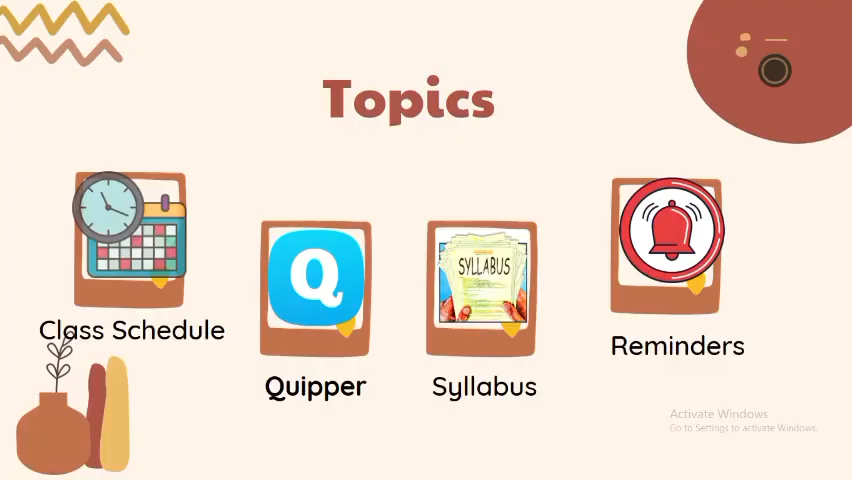 Topics
Class Schedule
Q
Quipper
SYLLABUS
Syllabus
Reminders
Activate Windows
Go to Settings to activate Windows.